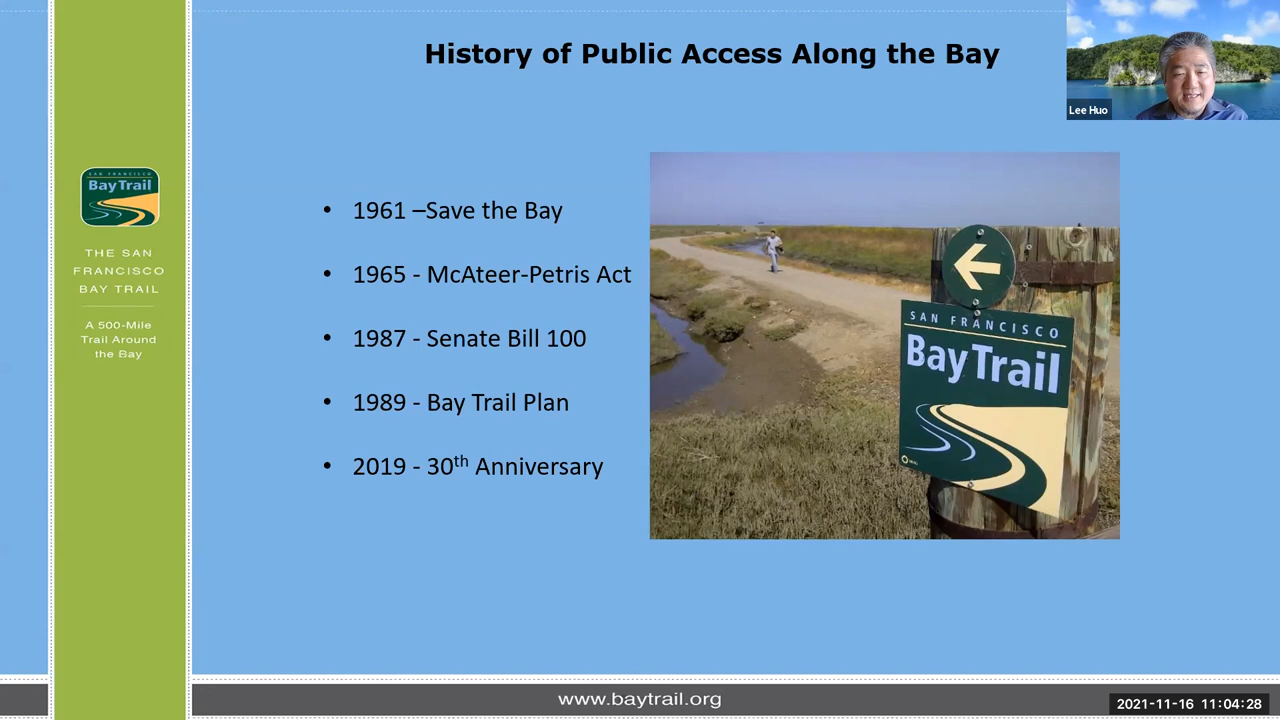 History of Public Access Along the Bay
Lee Huo
SAN FRANCISCO
Bay Trail
THE SAN
FRANCISCO
BAY TRAIL
A 500-Mile
Trail Around
the Bay
• 1961 –Save the Bay
• 1965 - McAteer-Petris Act
• 1987 - Senate Bill 100
• 1989 - Bay Trail Plan
• 2019 - 30th Anniversary
SAN FRANCISCO
Bay Trail
www.baytrail.org
2021-11-16 11:04:28